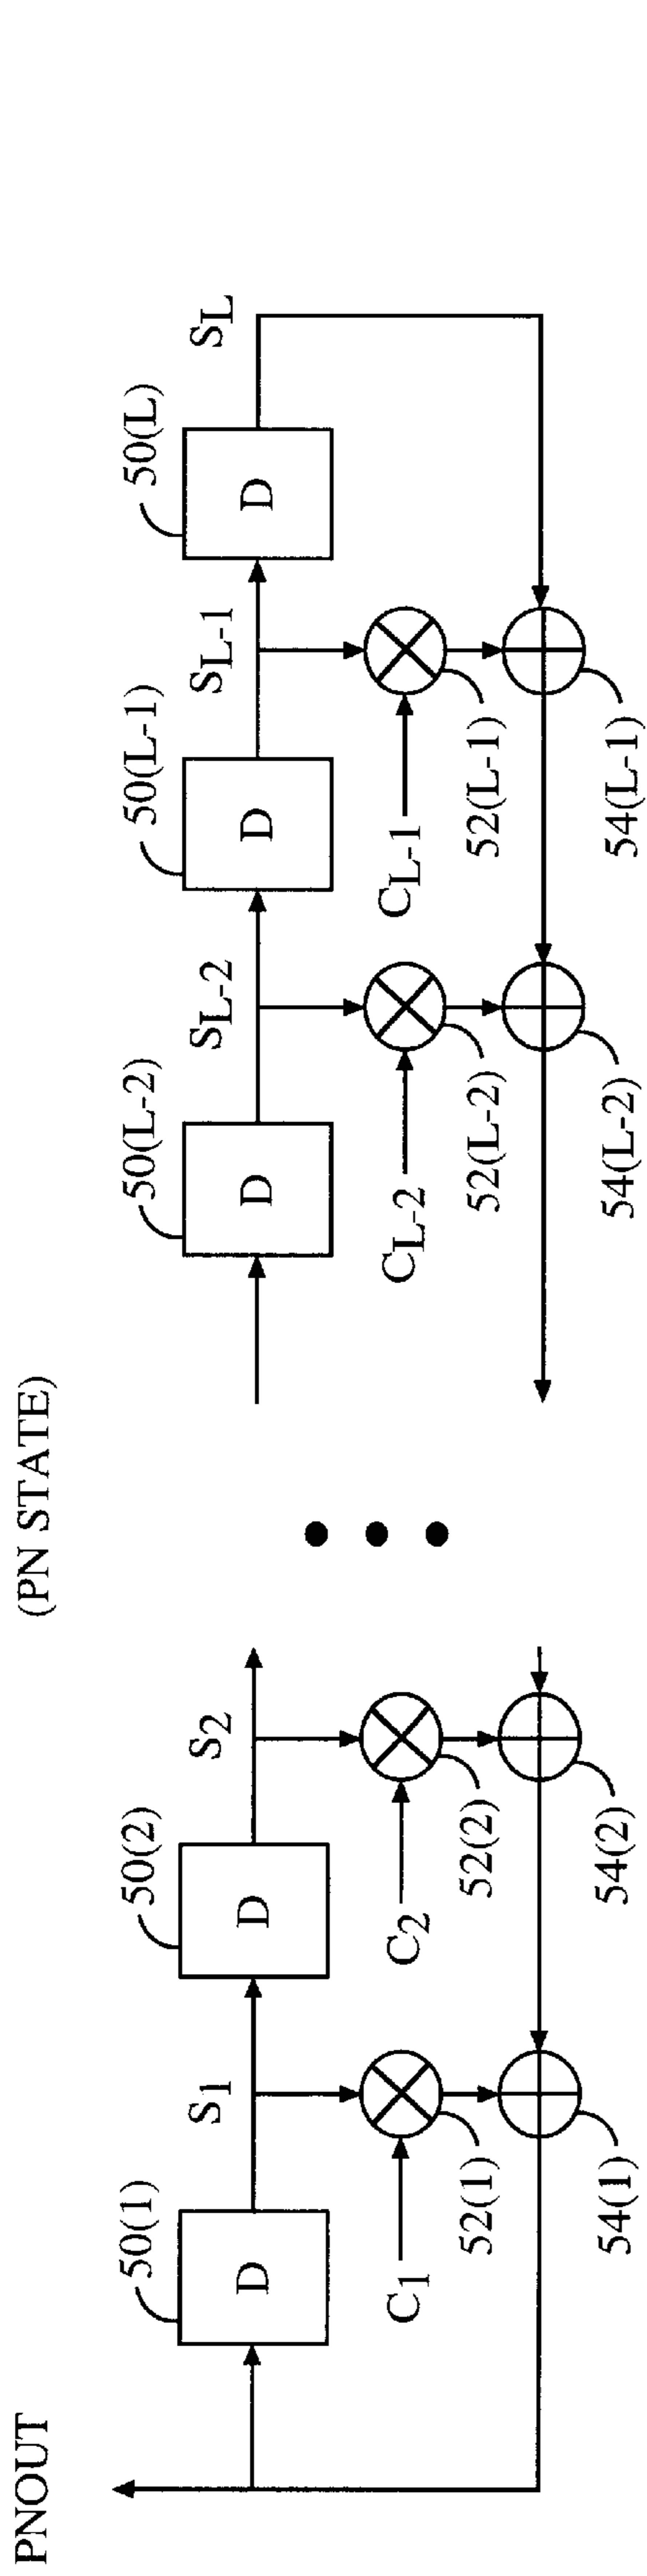 PNOUT
(PN STATE)
50(1)
50(2)
50(L-2)
50(L-1)
50(L)
S1
S2
SL-2
SL-1
SL
D
D
D
D
D
C1
C2
CL-2
CL-1
52(1)
52(2)
52(L-2)
52(L-1)
54(1)
54(2)
54(L-2)
54(L-1)